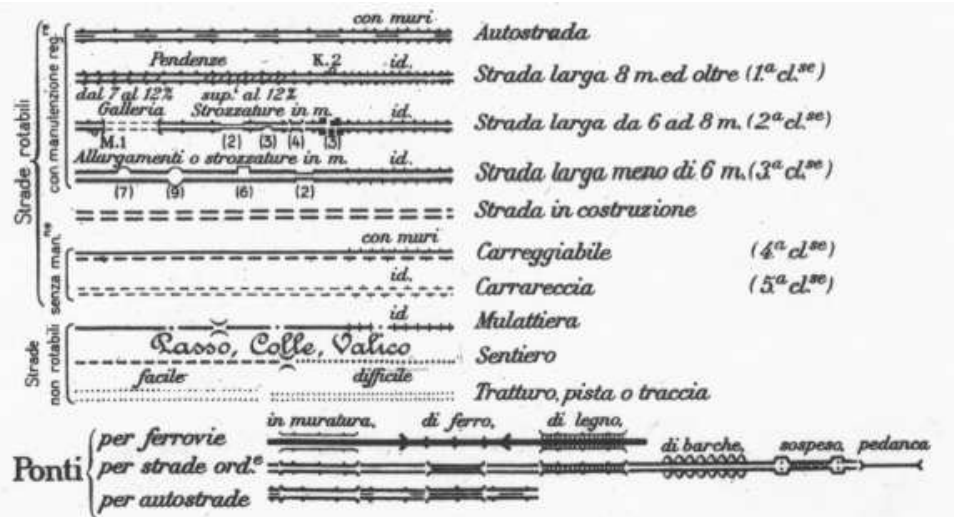 con muri
Autostrada
Strade rotabili
con manutenzione reg.re
Pendenze K.2 id.
Strada larga 8 m. ed oltre (1.a cl.se)
dal 7 al 12% sup.i al 12%
Galleria Strozzature in m. id.
Strada larga da 6 ad 8 m. (2.a cl.se)
M.1 (2) (3) (4) (3)
Allargamenti o strozzature in m. id.
Strada larga meno di 6 m. (3.a cl.se)
(7) (9) (6) (2)
Strada in costruzione
senza man.ne
con muri
Carreggiabile (4.a cl.se)
id.
Carrareccia (5.a cl.se)
Strade non rotabili
id
Mulattiera
Passo, Colle, Valico
Sentiero
facile difficile
Tratturo, pista o traccia
in muratura, di ferro, di legno,
Ponti
per ferrovie
di barche, sospeso, pedanca
per strade ord.e
per autostrade